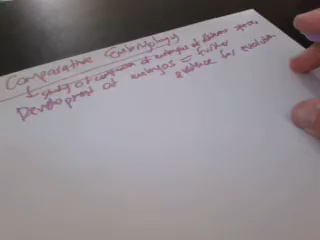 Comparative Embryology
↳ study of comparison of embryos of different species
Development of embryos = further
evidence for evolution